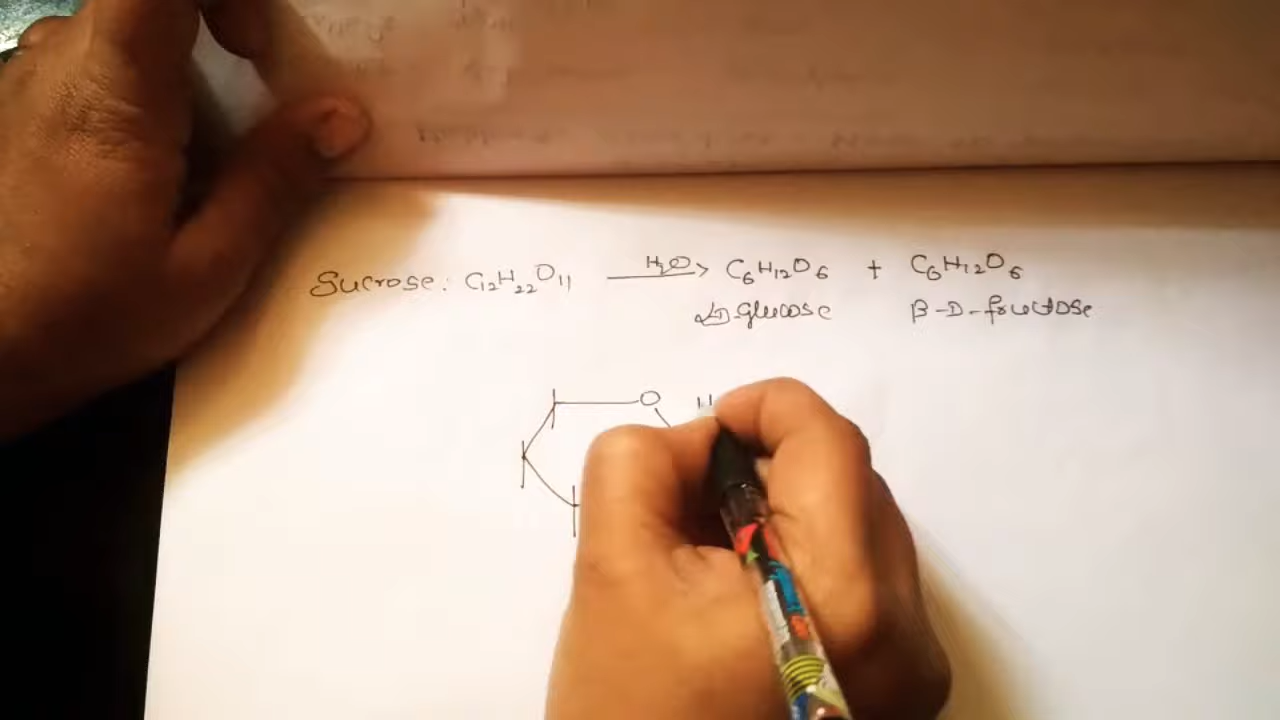 Sucrose: C₁₂H₂₂O₁₁ —H₂O→ C₆H₁₂O₆ + C₆H₁₂O₆
α-D-glucose β-D-fructose
O H